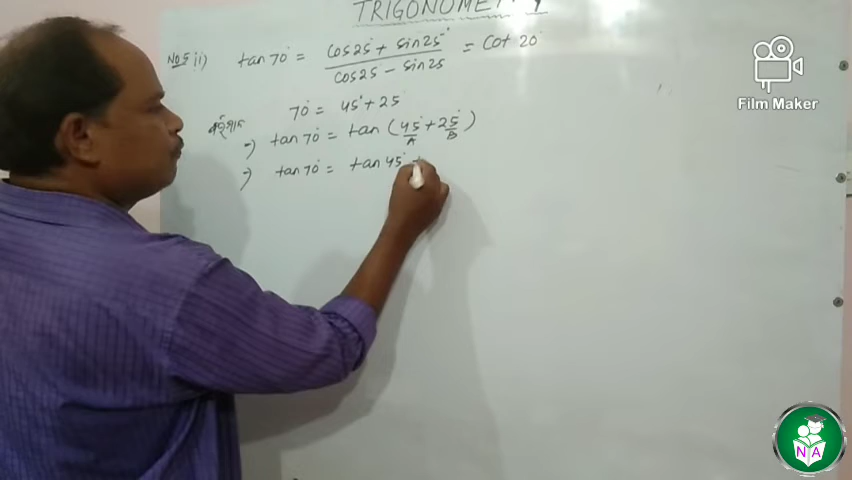 TRIGONOMETRY
No 5 ii) tan 70° = cos 25° + sin 25° / cos 25° - sin 25 = cot 20°
70° = 45° + 25°
⇒ tan 70° = tan (45° + 25°)
A B
⇒ tan 70° = tan 45° +
Film Maker
N A